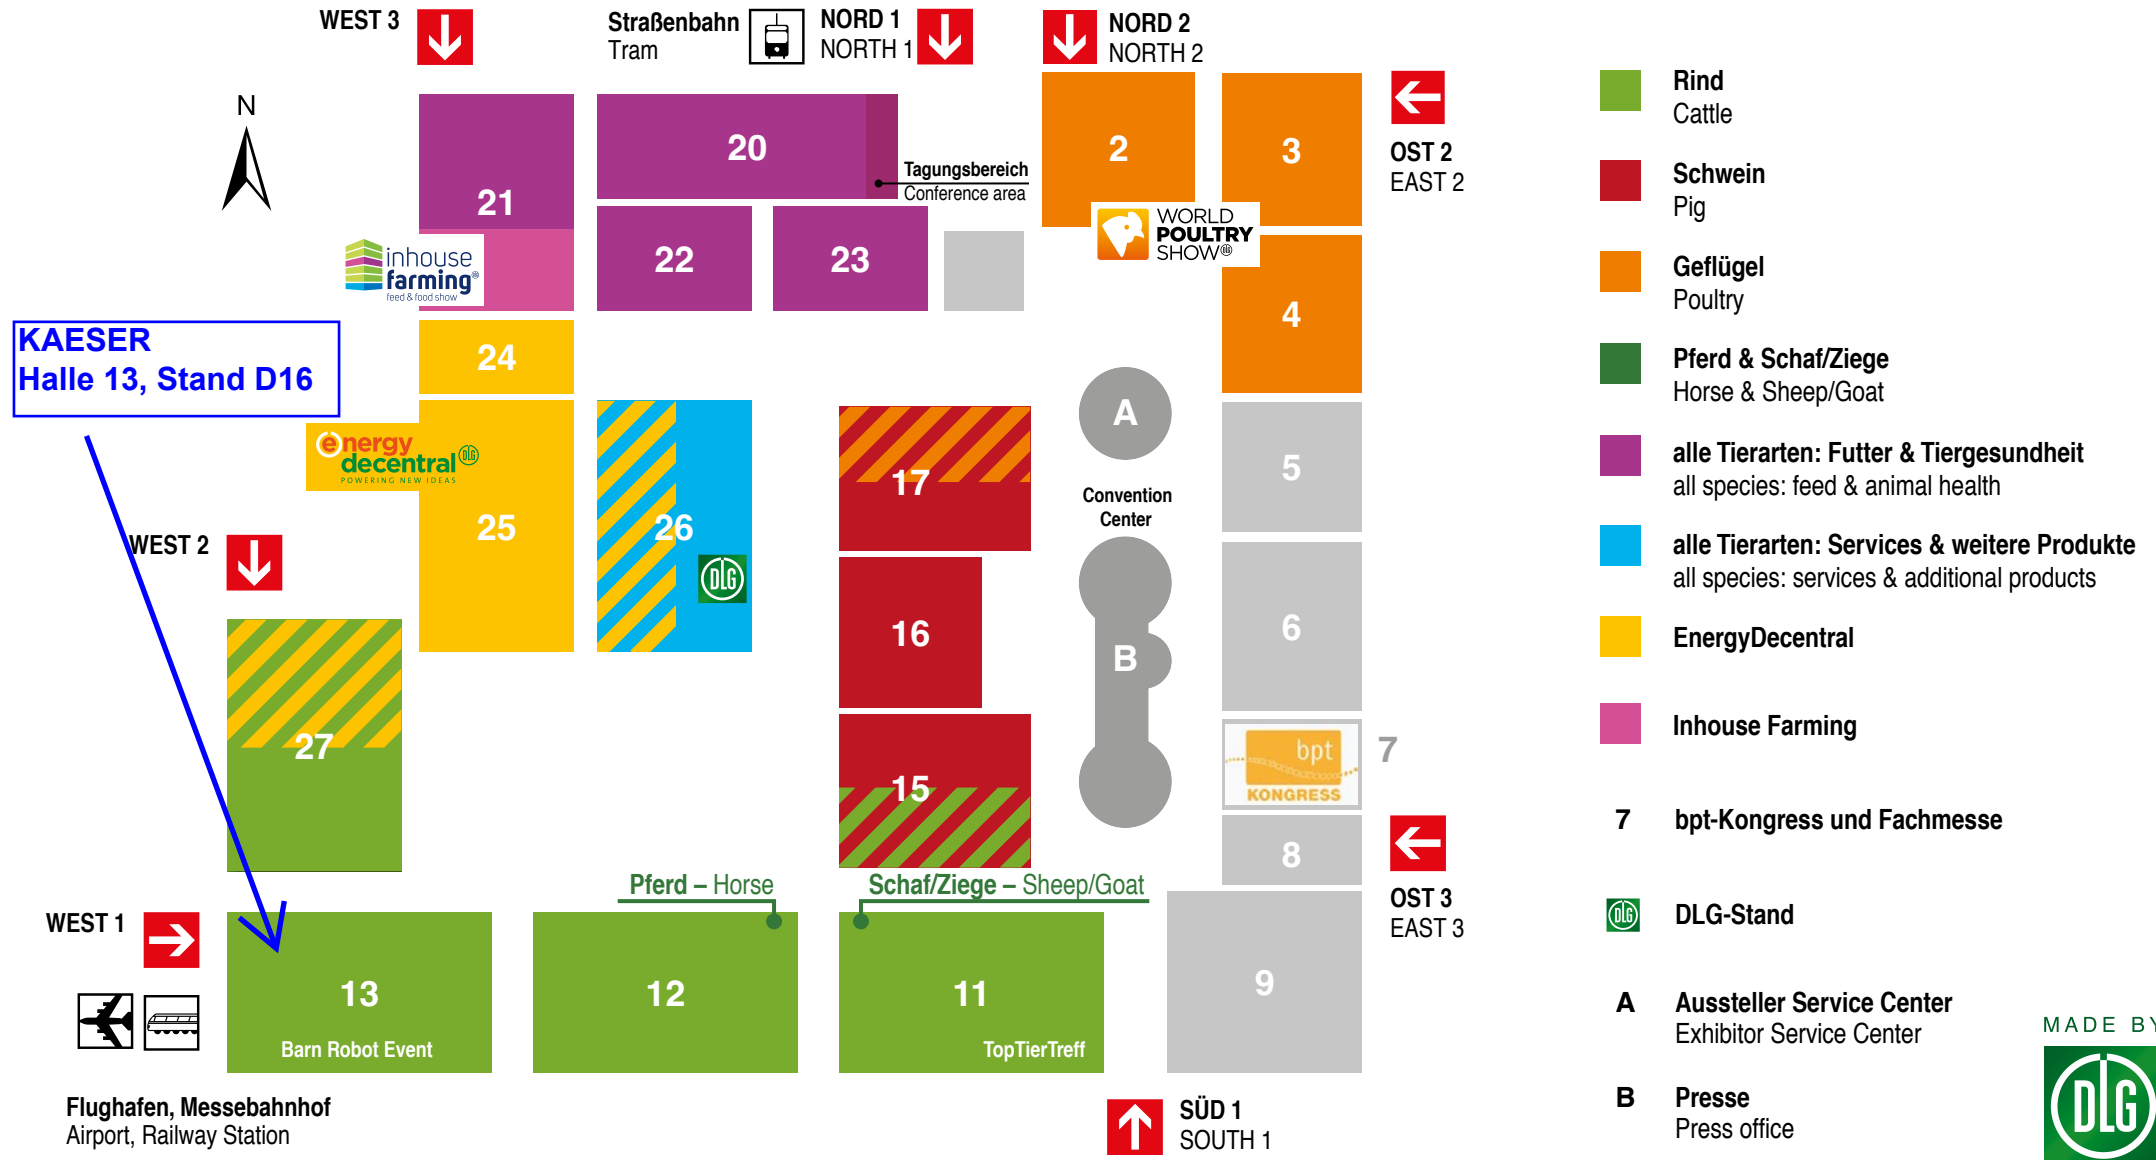 WEST 3
Straßenbahn
Tram
NORD 1
NORTH 1
NORD 2
NORTH 2
N
20
21
22
23
2
3
4
Tagungsbereich
Conference area
OST 2
EAST 2
WORLD
POULTRY
SHOW DLG
inhouse
farming DLG
feed & food show
KAESER
Halle 13, Stand D16
24
energy
decentral DLG
POWERING NEW IDEAS
25
26
DLG
17
A
5
Convention
Center
WEST 2
16
B
6
27
15
bpt
KONGRESS
7
8
OST 3
EAST 3
Pferd – Horse
Schaf/Ziege – Sheep/Goat
WEST 1
13
Barn Robot Event
12
11
TopTierTreff
9
Flughafen, Messebahnhof
Airport, Railway Station
SÜD 1
SOUTH 1
Rind
Cattle
Schwein
Pig
Geflügel
Poultry
Pferd & Schaf/Ziege
Horse & Sheep/Goat
alle Tierarten: Futter & Tiergesundheit
all species: feed & animal health
alle Tierarten: Services & weitere Produkte
all species: services & additional products
EnergyDecentral
Inhouse Farming
7 bpt-Kongress und Fachmesse
DLG DLG-Stand
A Aussteller Service Center
Exhibitor Service Center
B Presse
Press office
MADE BY
DLG